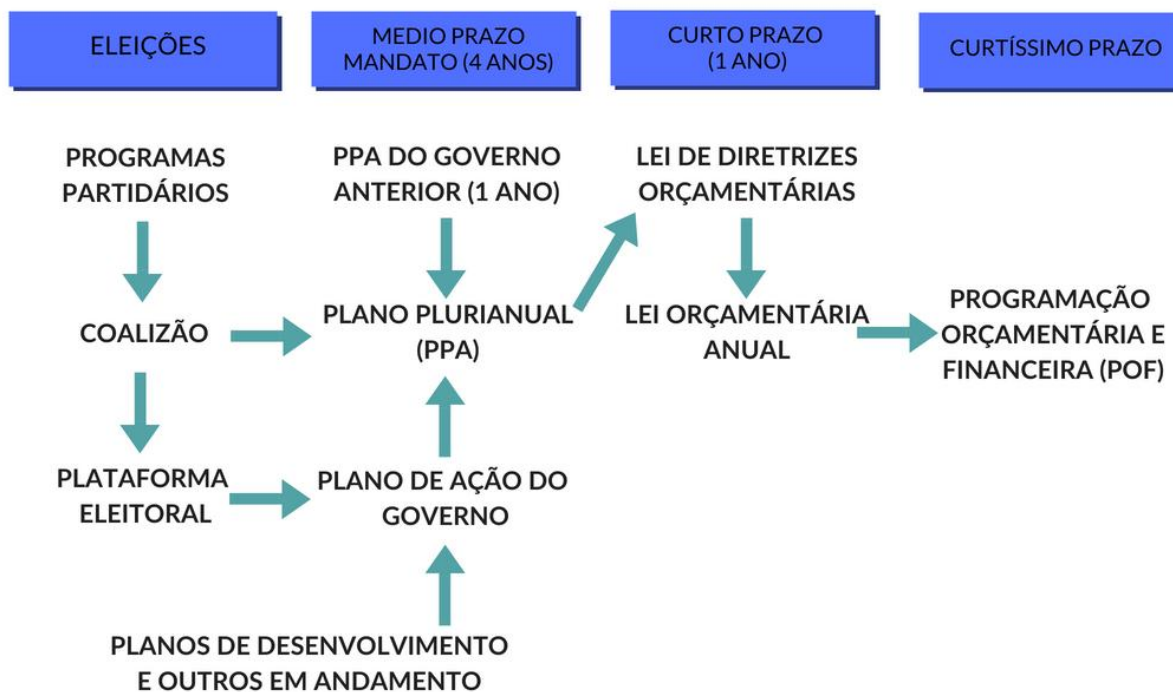 ELEIÇÕES
MEDIO PRAZO
MANDATO (4 ANOS)
CURTO PRAZO
(1 ANO)
CURTÍSSIMO PRAZO
PROGRAMAS
PARTIDÁRIOS
COALIZÃO
PLATAFORMA
ELEITORAL
PPA DO GOVERNO
ANTERIOR (1 ANO)
PLANO PLURIANUAL
(PPA)
PLANO DE AÇÃO DO
GOVERNO
PLANOS DE DESENVOLVIMENTO
E OUTROS EM ANDAMENTO
LEI DE DIRETRIZES
ORÇAMENTÁRIAS
LEI ORÇAMENTÁRIA
ANUAL
PROGRAMAÇÃO
ORÇAMENTÁRIA E
FINANCEIRA (POF)